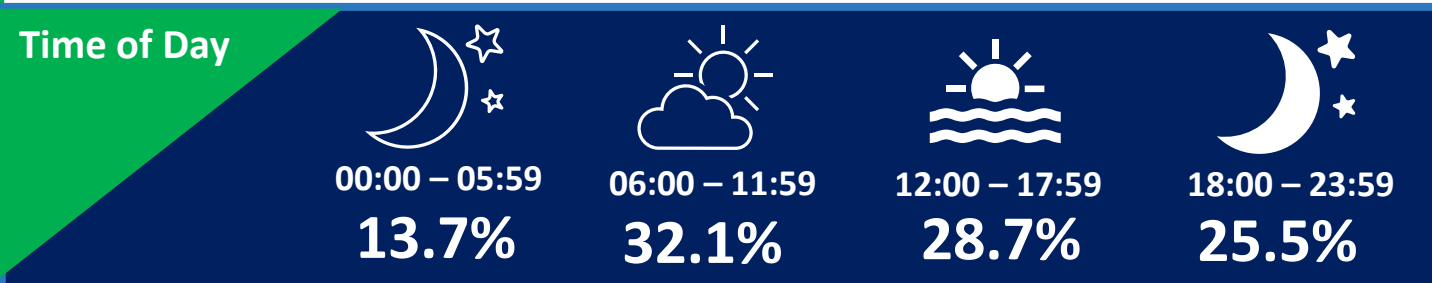 Time of Day
00:00 – 05:59
13.7%
06:00 – 11:59
32.1%
12:00 – 17:59
28.7%
18:00 – 23:59
25.5%